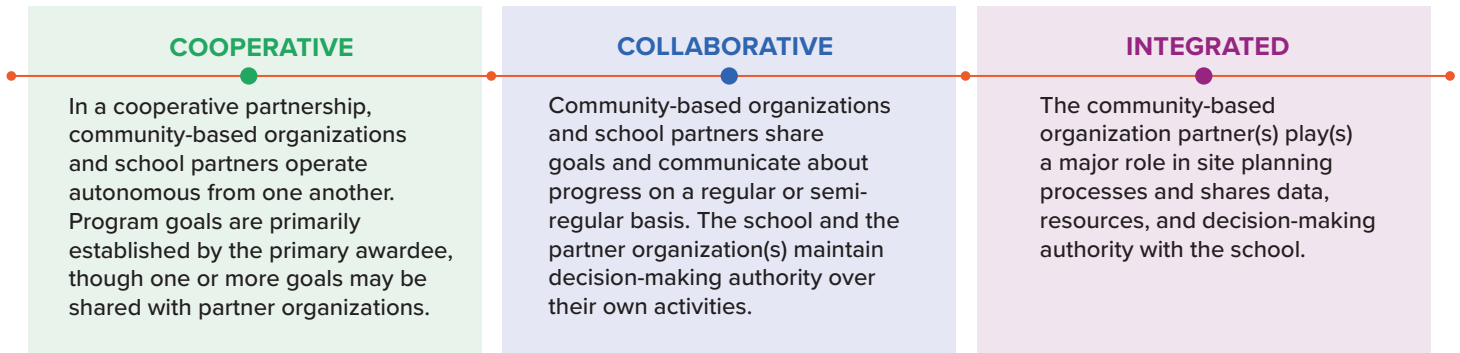 COOPERATIVE
In a cooperative partnership,
community-based organizations
and school partners operate
autonomous from one another.
Program goals are primarily
established by the primary awardee,
though one or more goals may be
shared with partner organizations.
COLLABORATIVE
Community-based organizations
and school partners share
goals and communicate about
progress on a regular or semi-
regular basis. The school and the
partner organization(s) maintain
decision-making authority over
their own activities.
INTEGRATED
The community-based
organization partner(s) play(s)
a major role in site planning
processes and shares data,
resources, and decision-making
authority with the school.